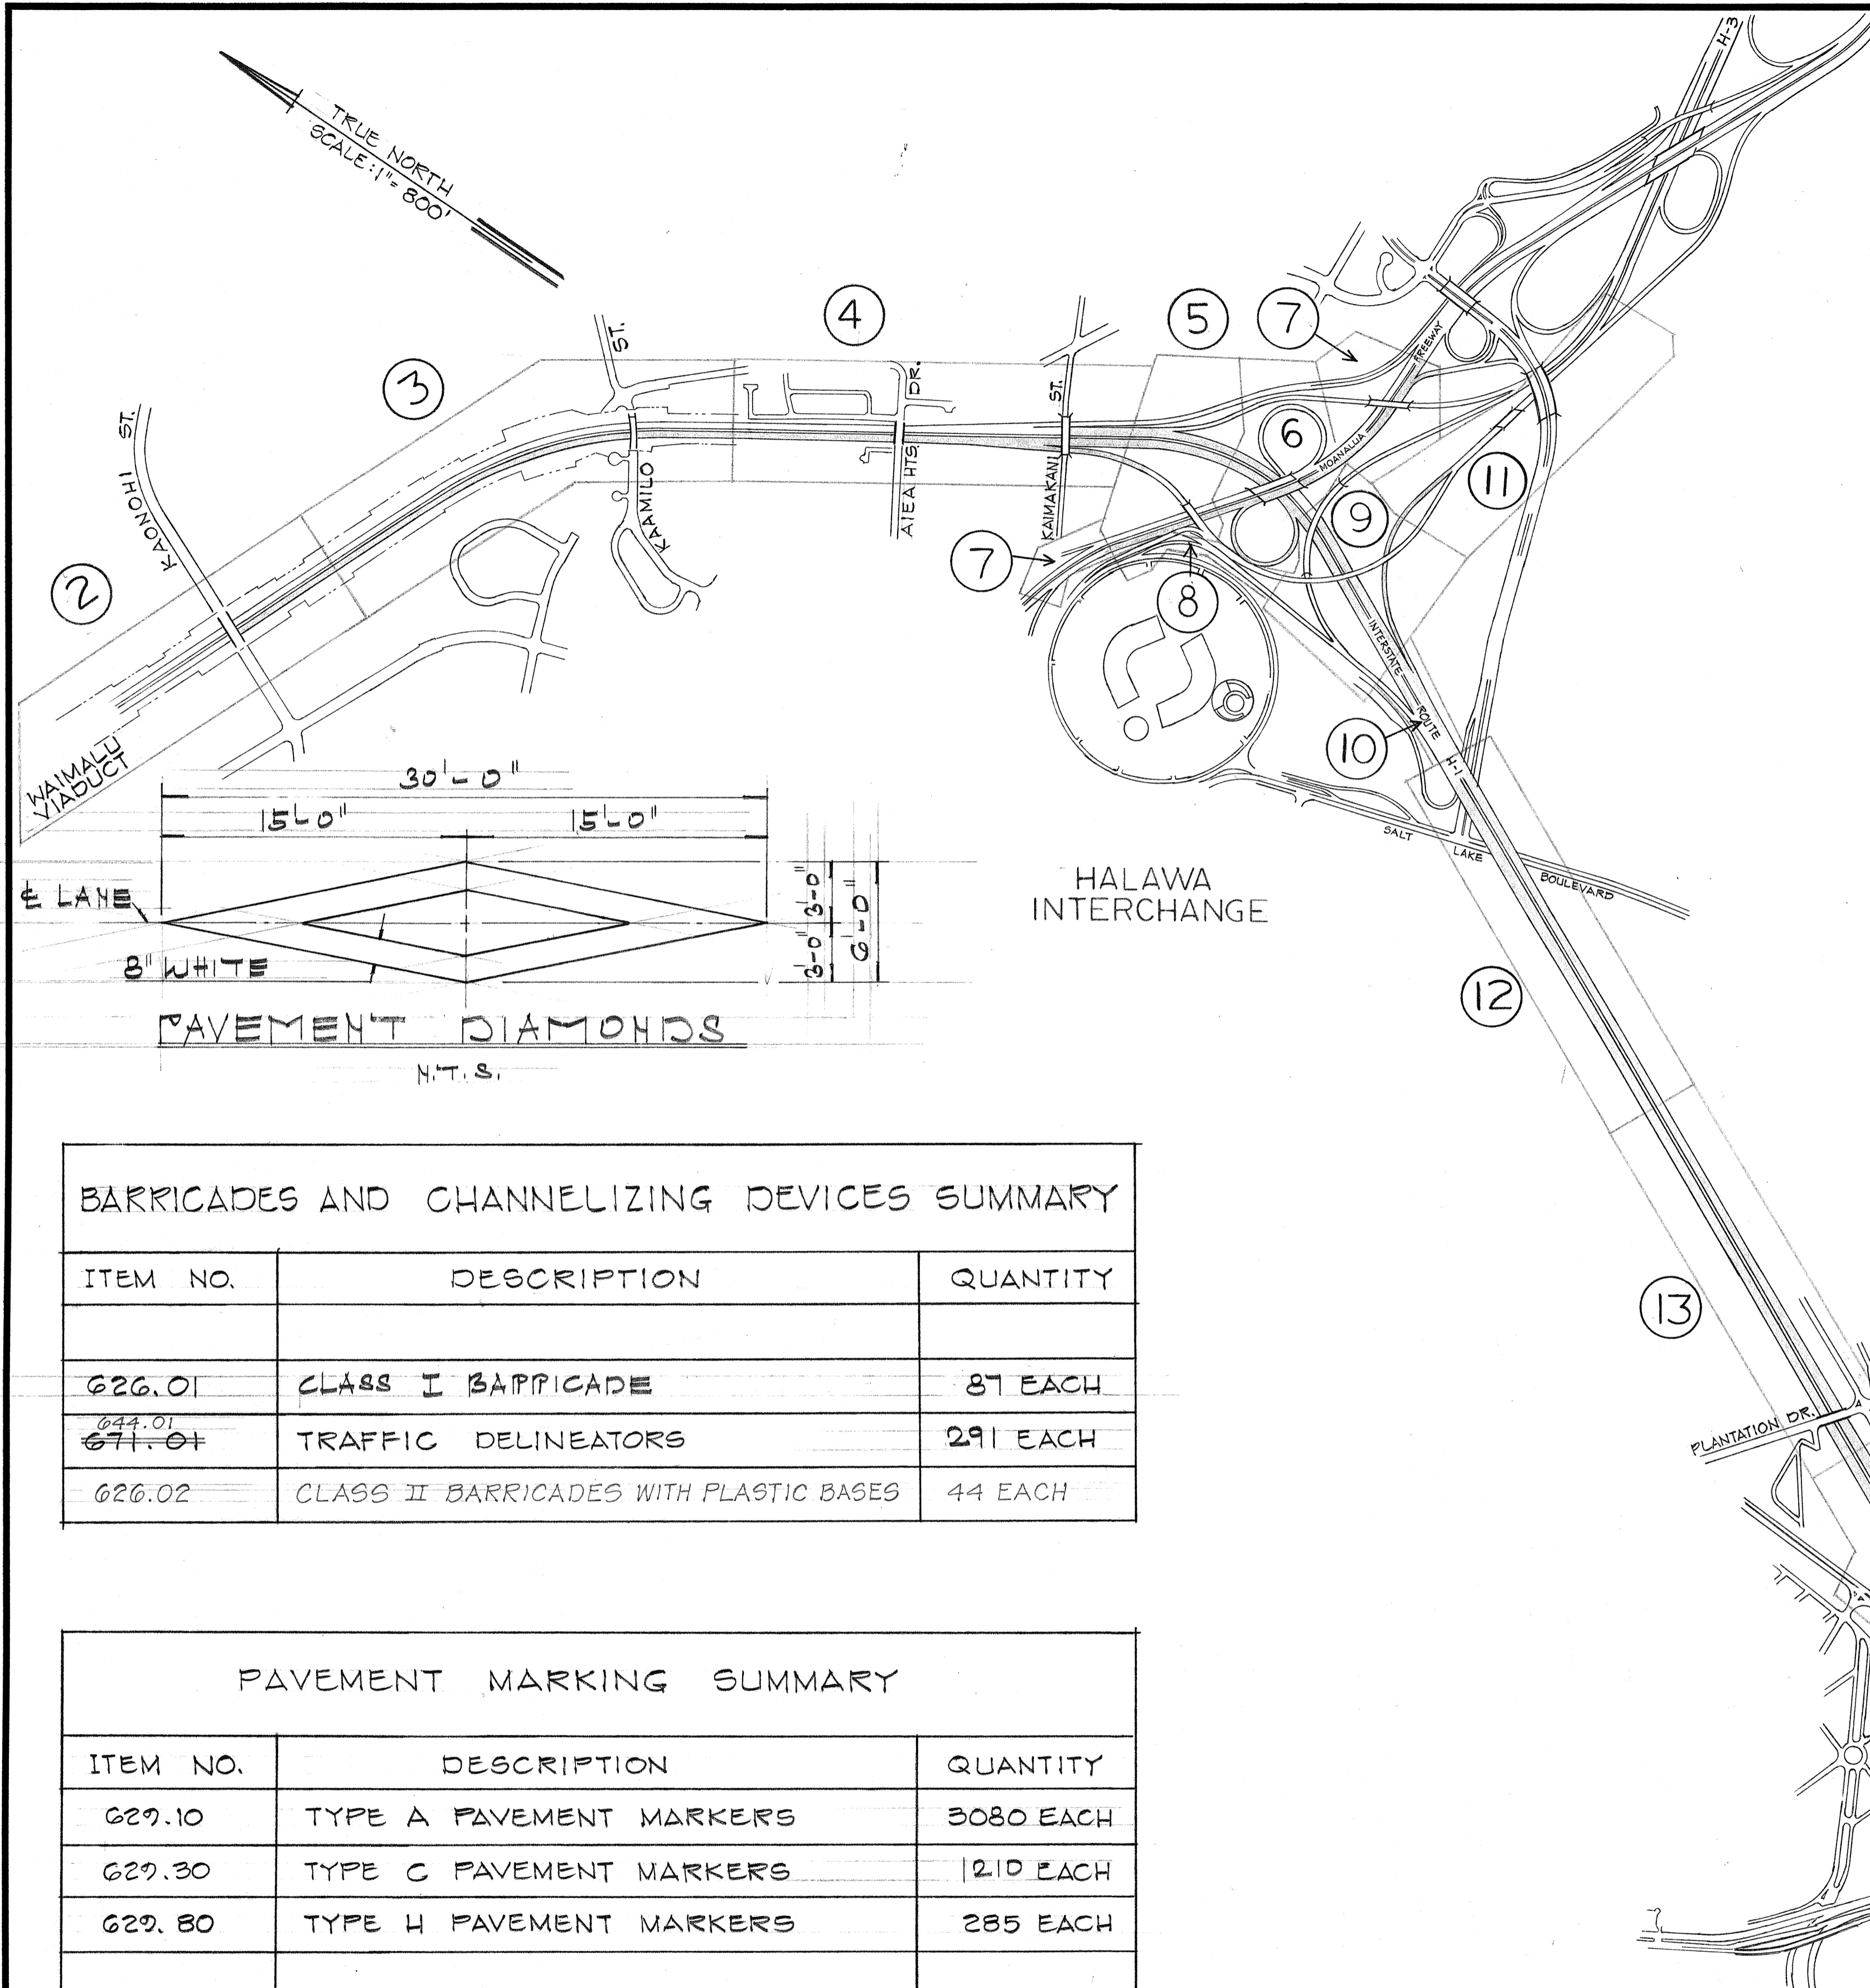 H-3
TRUE NORTH
SCALE: 1" = 800'
ST.
4
5
7
3
DR.
ST.
FREEWAY
6
MOANALUA
11
KAONOHI ST.
KAAMILO
AIEA HTS.
KAIMAKANI
9
2
7
8
INTERSTATE
ROUTE
H-1
10
WAIMALU
VIADUCT
30'-0"
15'-0" 15'-0"
SALT
LAKE
BOULEVARD
℄ LANE
3'-0" 3'-0"
6'-0"
8" WHITE
HALAWA
INTERCHANGE
PAVEMENT DIAMONDS
N.T.S.
12
13
PLANTATION DR.
BARRICADES AND CHANNELIZING DEVICES SUMMARY
ITEM NO. DESCRIPTION QUANTITY
626.01 CLASS I BARRICADE 87 EACH
644.01
671.01 TRAFFIC DELINEATORS 291 EACH
626.02 CLASS II BARRICADES WITH PLASTIC BASES 44 EACH
PAVEMENT MARKING SUMMARY
ITEM NO. DESCRIPTION QUANTITY
629.10 TYPE A PAVEMENT MARKERS 3080 EACH
629.30 TYPE C PAVEMENT MARKERS 1210 EACH
629.80 TYPE H PAVEMENT MARKERS 285 EACH